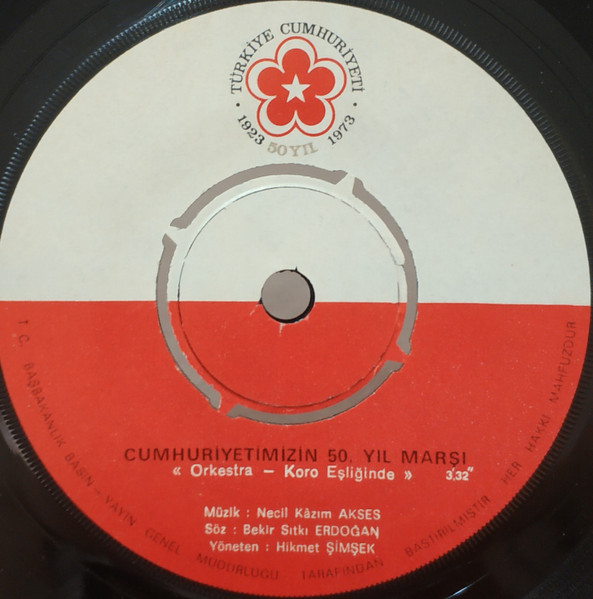 • TÜRKİYE CUMHURİYETİ •
1923 50 YIL 1973
CUMHURİYETİMİZİN 50. YIL MARŞI
« Orkestra – Koro Eşliğinde » 3,32"
Müzik : Necil Kâzım AKSES
Söz : Bekir Sıtkı ERDOĞAN
Yöneten : Hikmet ŞİMŞEK
T C. BAŞBAKANLIK BASIN – YAYIN GENEL MÜDÜRLÜĞÜ TARAFINDAN BASTIRILMIŞTIR HER HAKKI MAHFUZDUR